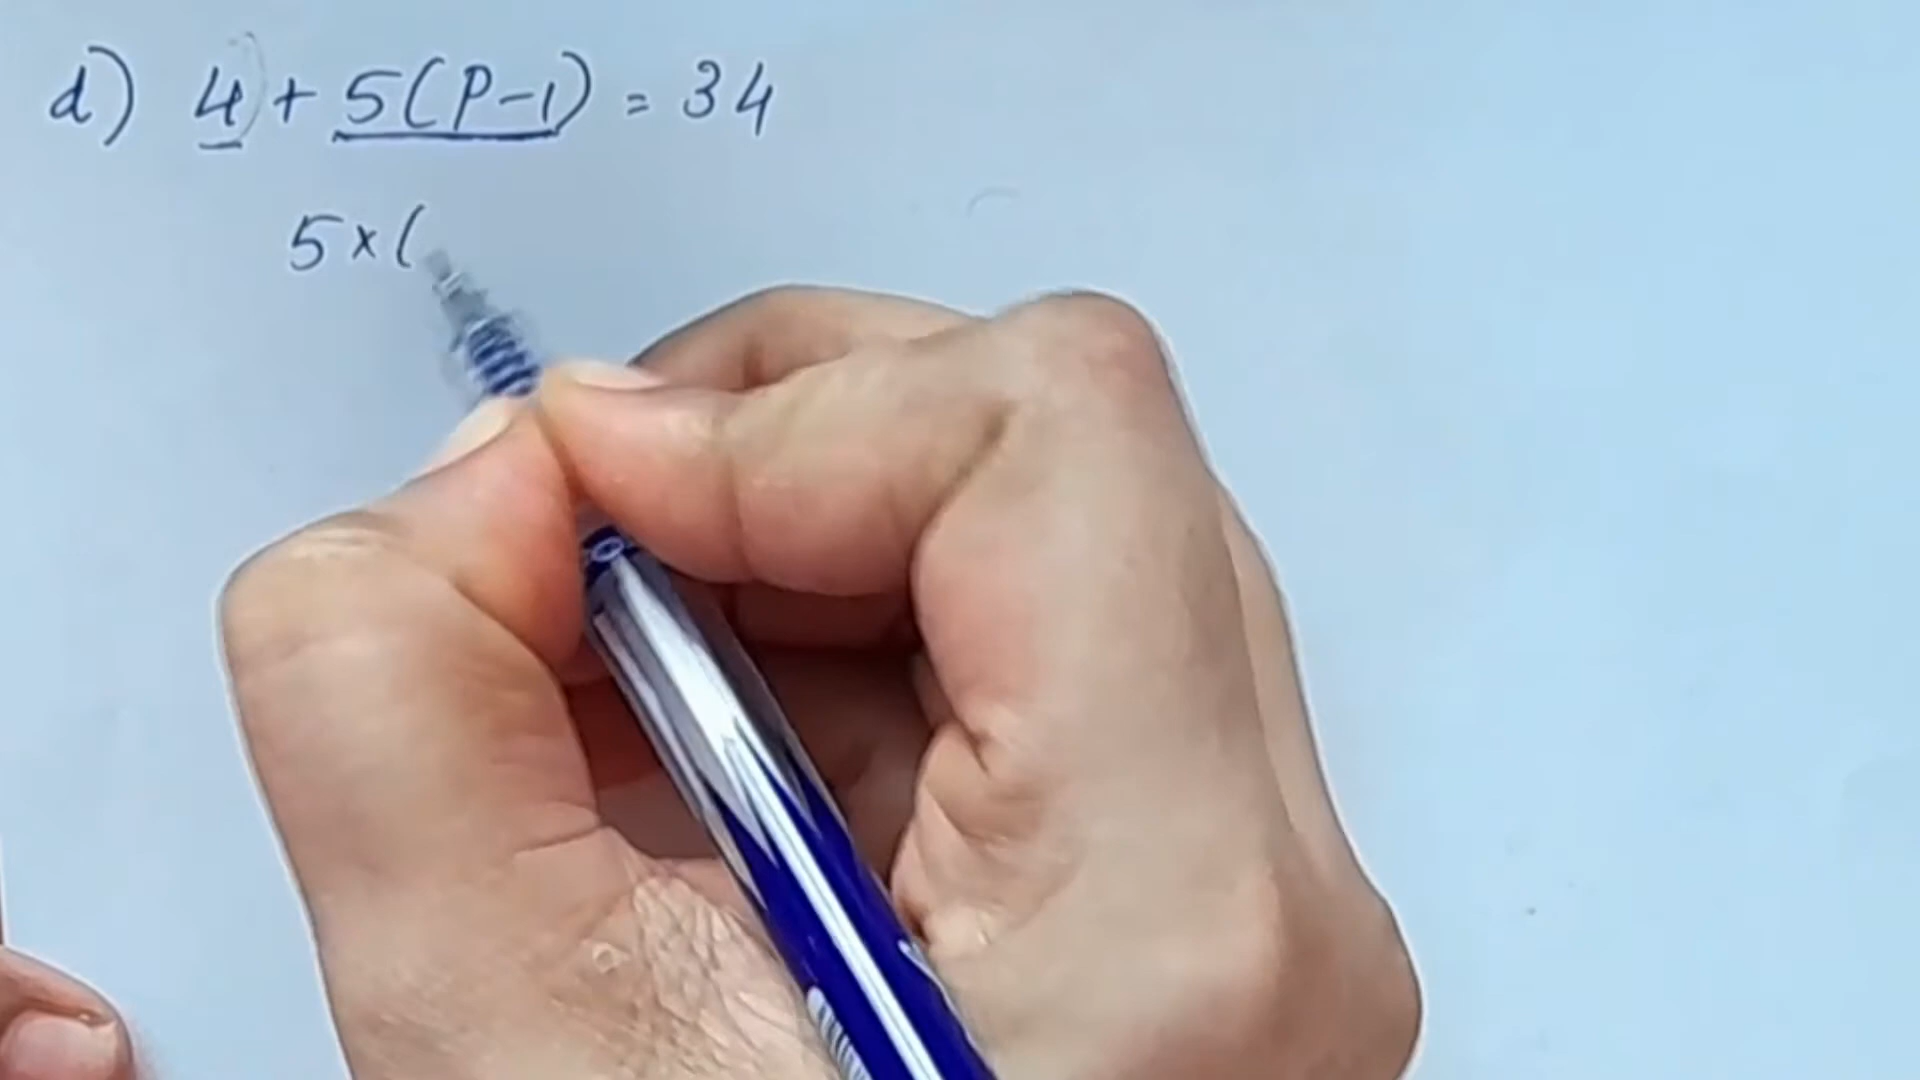 d) 4 + 5(P-1) = 34
5×(